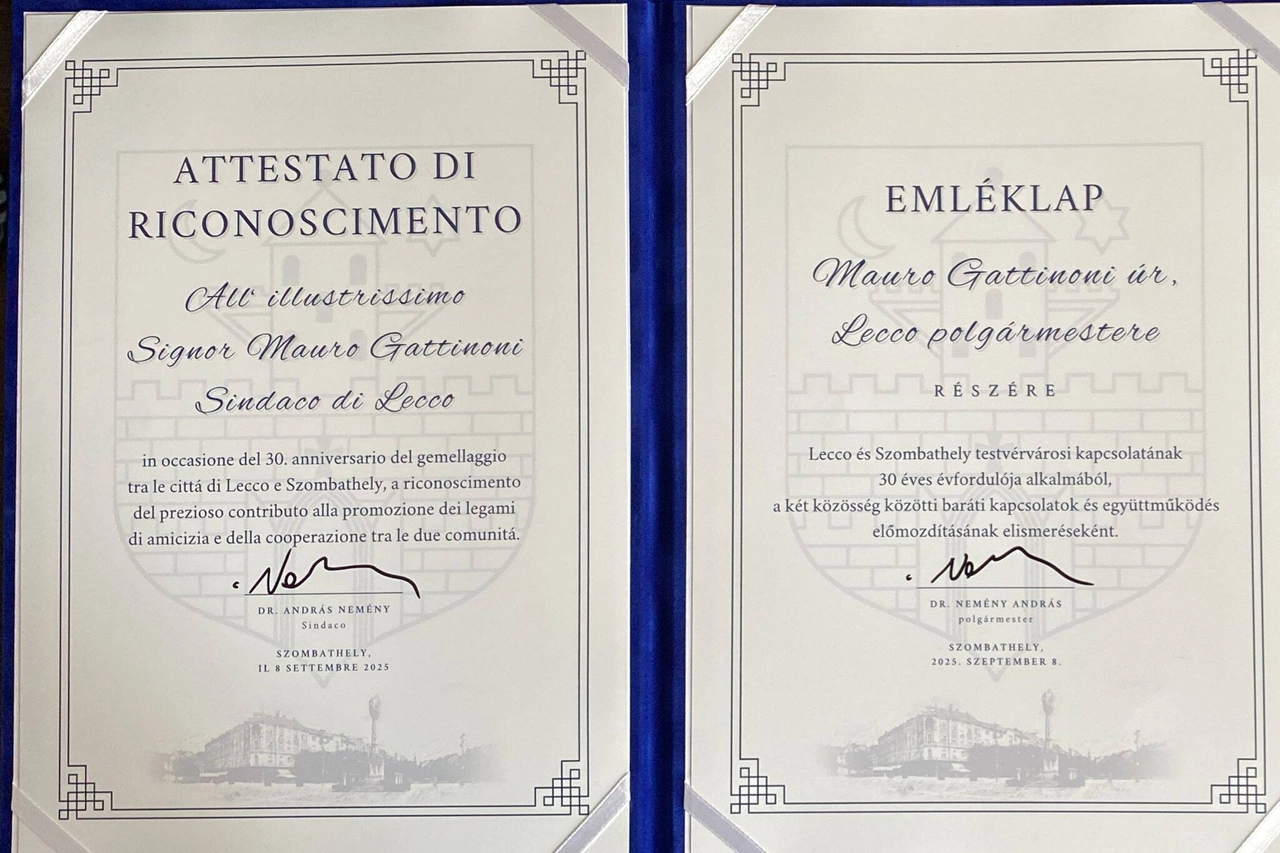 ATTESTATO DI
RICONOSCIMENTO
All' illustrissimo
Signor Mauro Gattinoni
Sindaco di Lecco
in occasione del 30. anniversario del gemellaggio
tra le cittá di Lecco e Szombathely, a riconoscimento
del prezioso contributo alla promozione dei legami
di amicizia e della cooperazione tra le due comunitá.
DR. ANDRÁS NEMÉNY
Sindaco
SZOMBATHELY,
IL 8 SETTEMBRE 2025
EMLÉKLAP
Mauro Gattinoni úr,
Lecco polgármestere
RÉSZÉRE
Lecco és Szombathely testvérvárosi kapcsolatának
30 éves évfordulója alkalmából,
a két közösség közötti baráti kapcsolatok és együttműködés
előmozdításának elismeréseként.
DR. NEMÉNY ANDRÁS
polgármester
SZOMBATHELY,
2025. SZEPTEMBER 8.